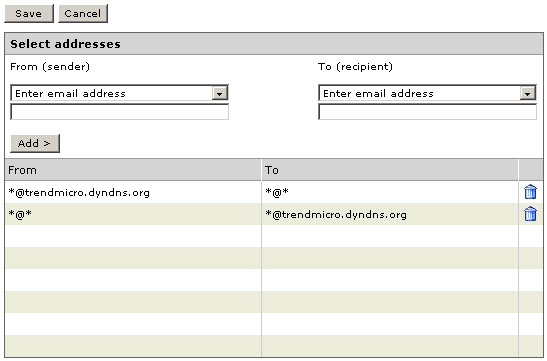 Save Cancel
Select addresses
From (sender) To (recipient)
Enter email address Enter email address
Add >
From To
*@trendmicro.dyndns.org *@*
*@* *@trendmicro.dyndns.org